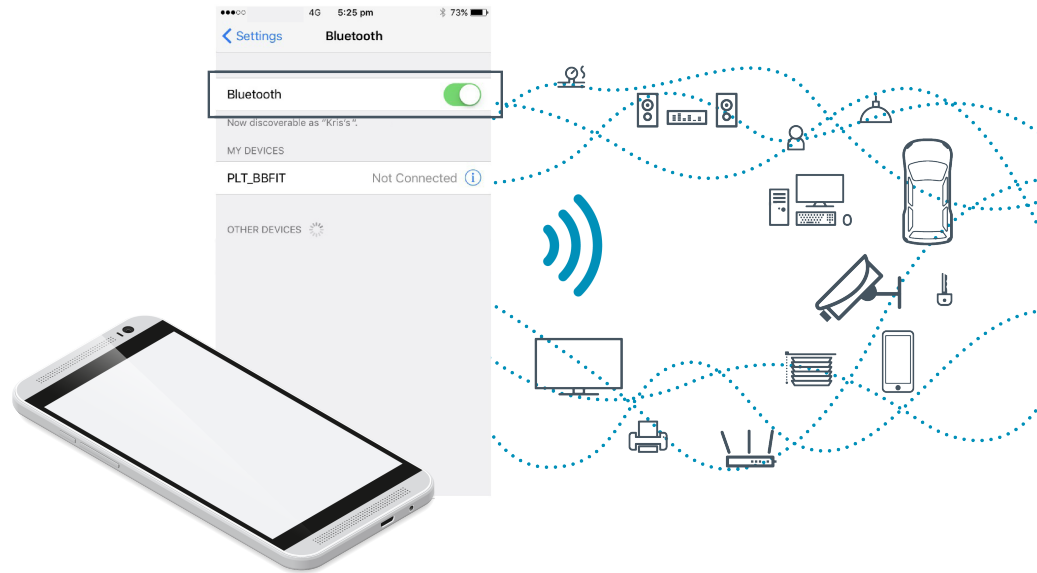 4G 5:25 pm 73%
Settings Bluetooth
Bluetooth
Now discoverable as "Kris's".
MY DEVICES
PLT_BBFIT Not Connected i
OTHER DEVICES